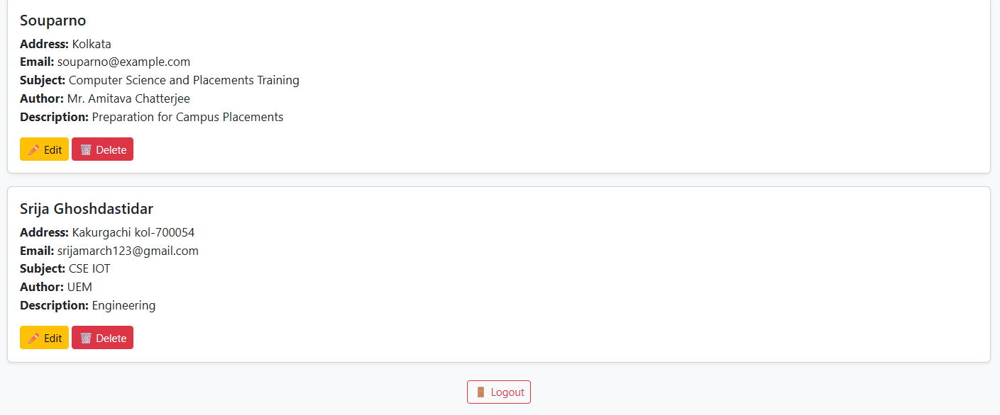 Souparno
Address: Kolkata
Email: souparno@example.com
Subject: Computer Science and Placements Training
Author: Mr. Amitava Chatterjee
Description: Preparation for Campus Placements
Edit Delete
Srija Ghoshdastidar
Address: Kakurgachi kol-700054
Email: srijamarch123@gmail.com
Subject: CSE IOT
Author: UEM
Description: Engineering
Edit Delete
Logout